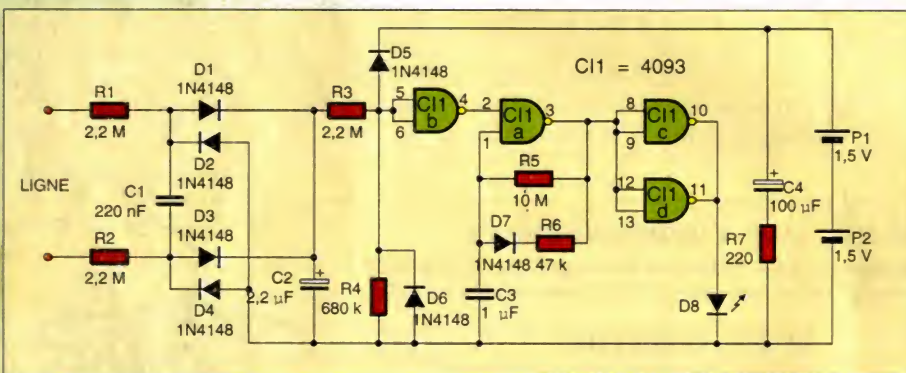 D5
1N4148
CI1 = 4093
D1
1N4148
R1
2,2 M
R3
2,2 M
5
6
CI1
b
4
2
1
CI1
a
3
8
9
CI1
c
10
P1
1,5 V
D2
1N4148
LIGNE
C1
220 nF
R5
10 M
12
13
CI1
d
11
+
C4
100 µF
D3
1N4148
R2
2,2 M
D7
1N4148
R6
47 k
R7
220
P2
1,5 V
C2
+
2,2 µF
R4
680 k
D6
1N4148
C3
1 µF
D8
D4
1N4148